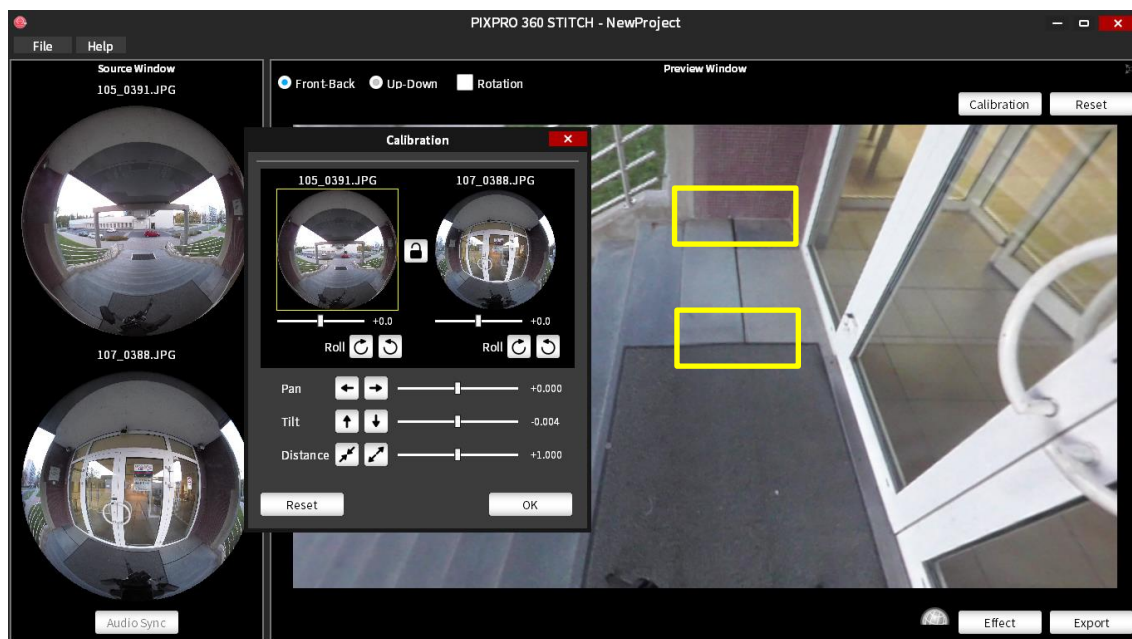 PIXPRO 360 STITCH - NewProject
File Help
Source Window
105_0391.JPG
107_0388.JPG
Audio Sync
Preview Window
Front-Back Up-Down Rotation
Calibration Reset
Calibration
105_0391.JPG 107_0388.JPG
+0.0 +0.0
Roll Roll
Pan +0.000
Tilt -0.004
Distance +1.000
Reset OK
Effect Export